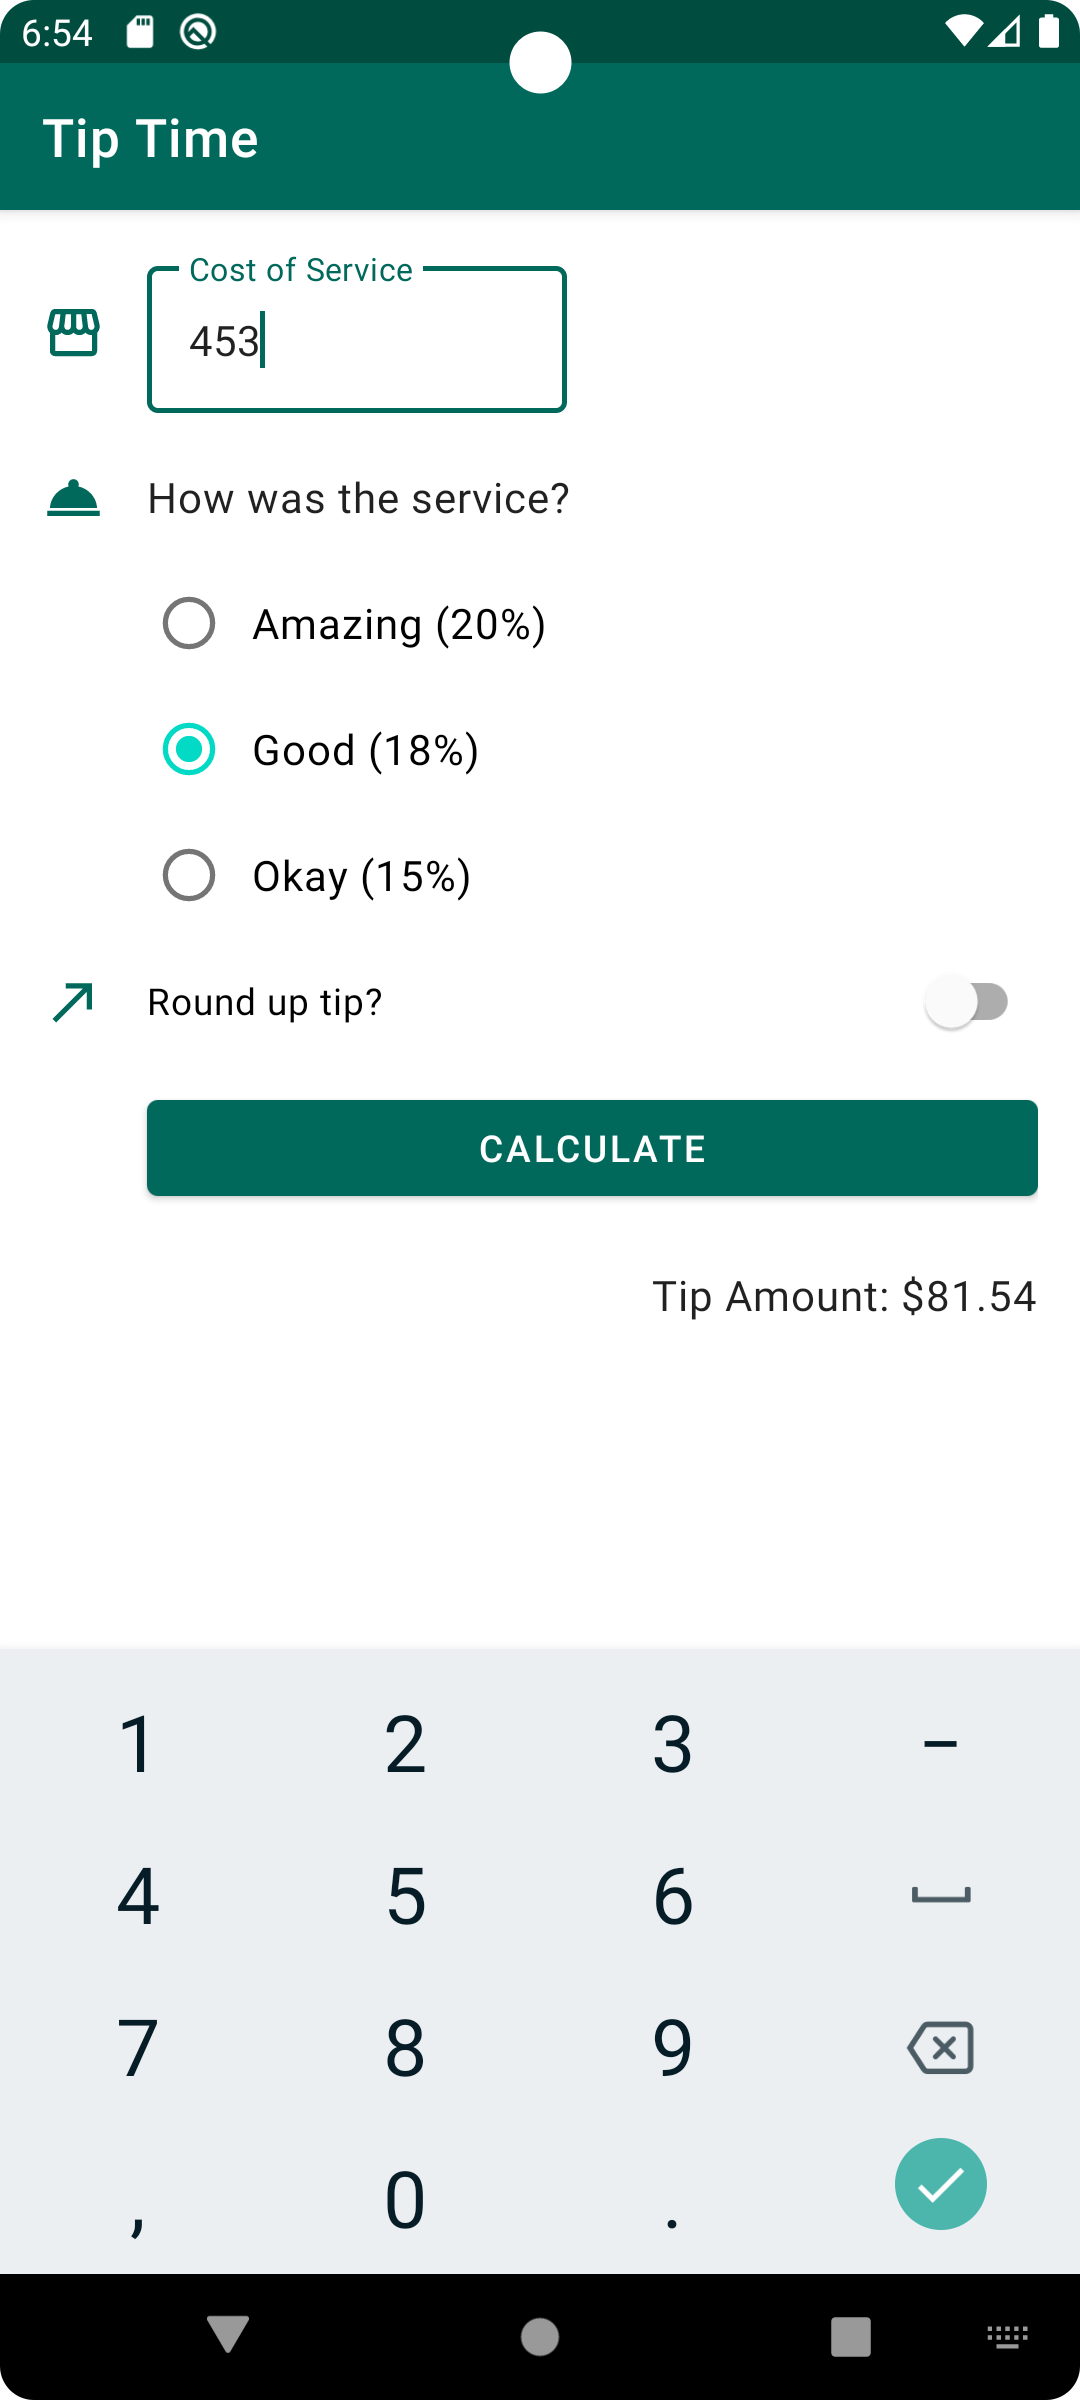 6:54
Tip Time
Cost of Service
453
How was the service?
Amazing (20%)
Good (18%)
Okay (15%)
Round up tip?
CALCULATE
Tip Amount: $81.54
1 2 3 –
4 5 6
7 8 9
, 0 .